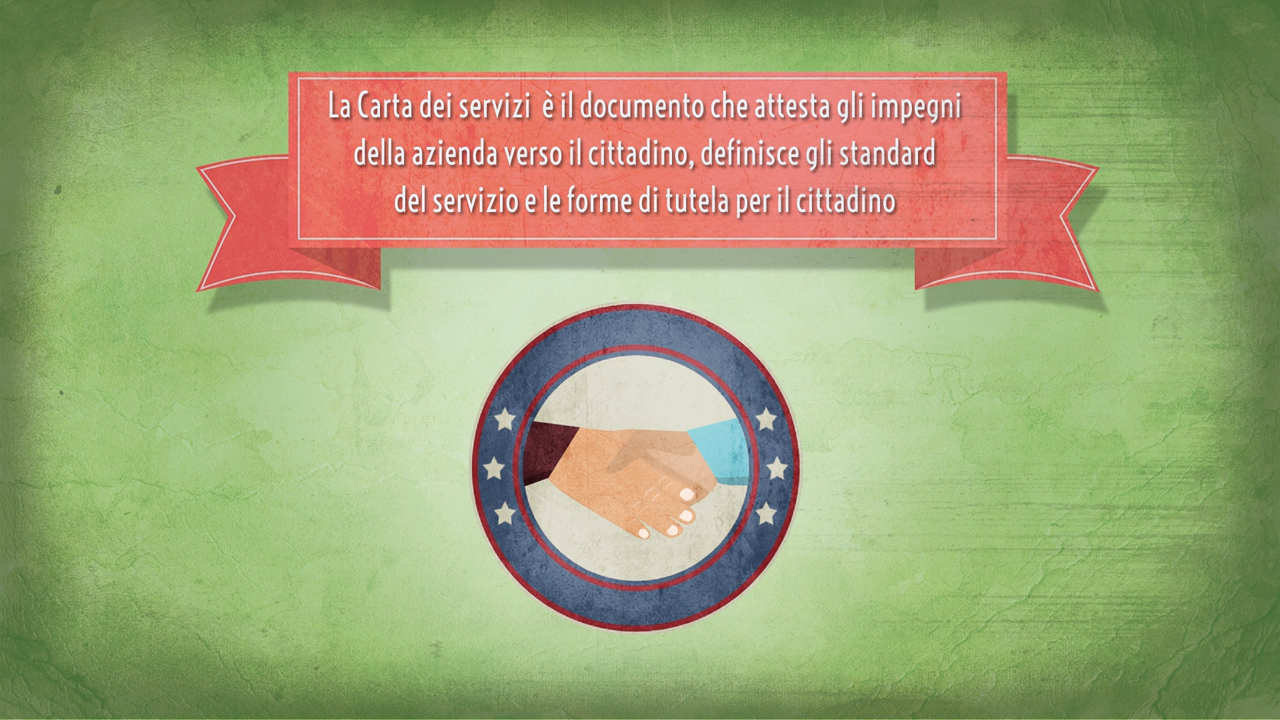 La Carta dei servizi è il documento che attesta gli impegni
della azienda verso il cittadino, definisce gli standard
del servizio e le forme di tutela per il cittadino